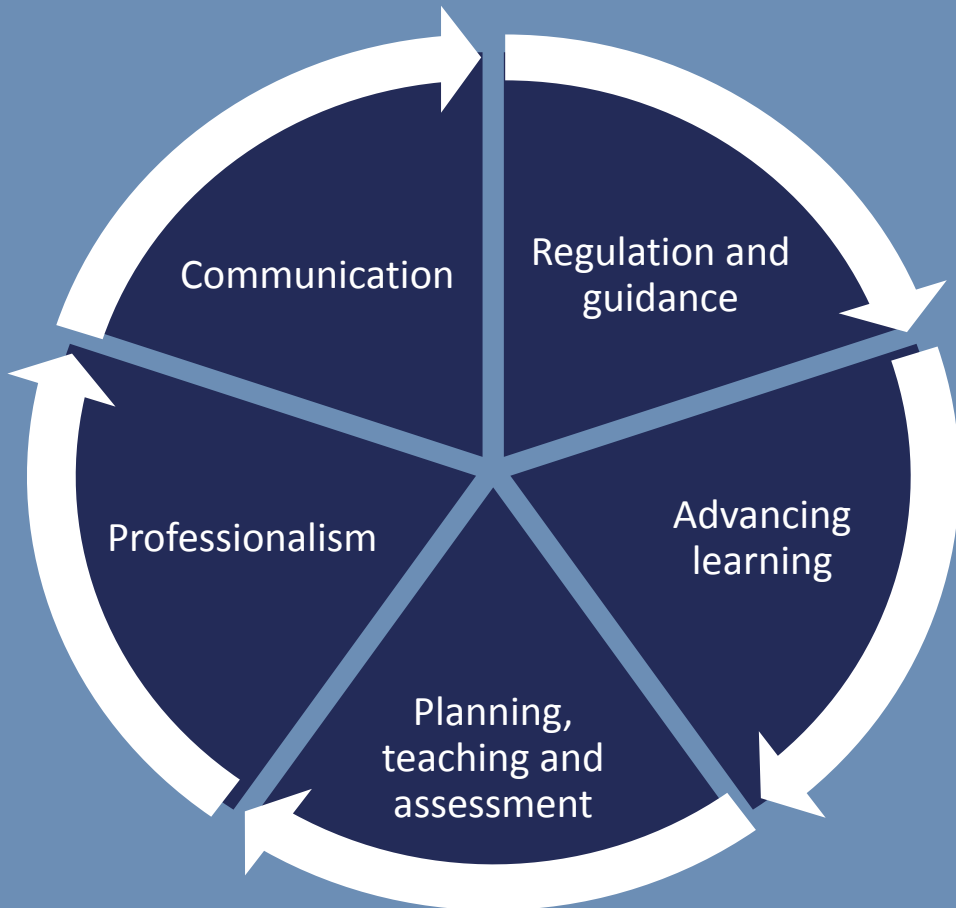 Communication
Regulation and
guidance
Advancing
learning
Planning,
teaching and
assessment
Professionalism